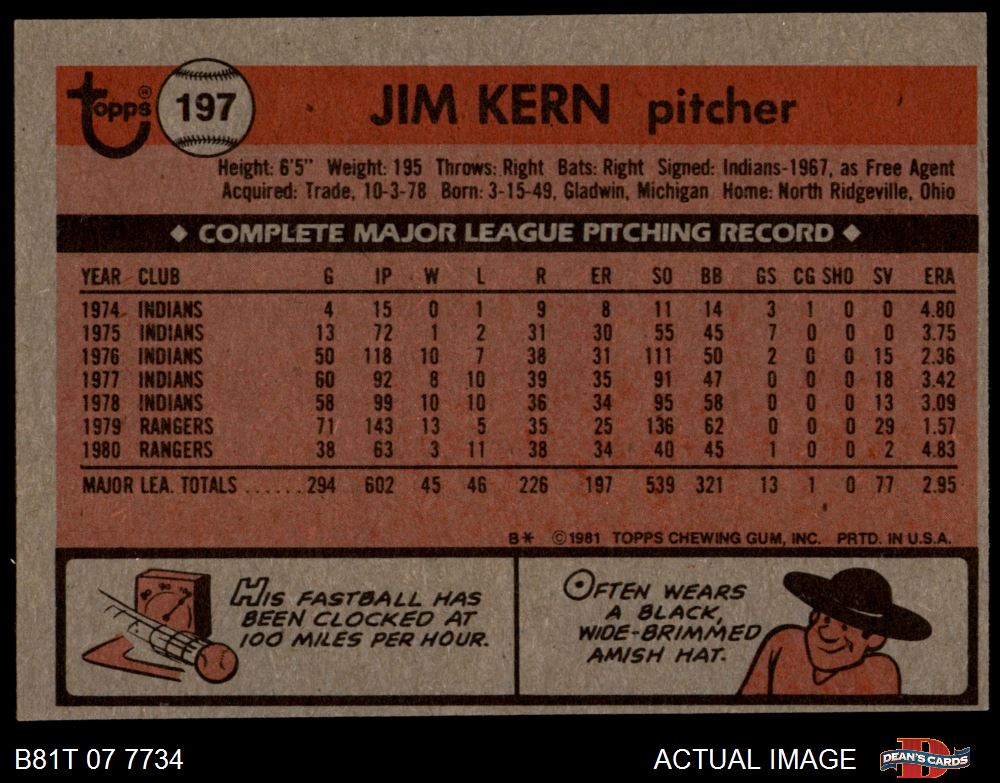 Topps® 197 JIM KERN pitcher
Height: 6'5" Weight: 195 Throws: Right Bats: Right Signed: Indians-1967, as Free Agent
Acquired: Trade, 10-3-78 Born: 3-15-49, Gladwin, Michigan Home: North Ridgeville, Ohio
◆ COMPLETE MAJOR LEAGUE PITCHING RECORD ◆
YEAR CLUB G IP W L R ER SO BB GS CG SHO SV ERA
1974 INDIANS 4 15 0 1 9 8 11 14 3 1 0 0 4.80
1975 INDIANS 13 72 1 2 31 30 55 45 7 0 0 0 3.75
1976 INDIANS 50 118 10 7 38 31 111 50 2 0 0 15 2.36
1977 INDIANS 60 92 8 10 39 35 91 47 0 0 0 18 3.42
1978 INDIANS 58 99 10 10 36 34 95 58 0 0 0 13 3.09
1979 RANGERS 71 143 13 5 35 25 136 62 0 0 0 29 1.57
1980 RANGERS 38 63 3 11 38 34 40 45 1 0 0 2 4.83
MAJOR LEA. TOTALS ......294 602 45 46 226 197 539 321 13 1 0 77 2.95
B* ©1981 TOPPS CHEWING GUM, INC. PRTD. IN U.S.A.
HIS FASTBALL HAS
BEEN CLOCKED AT
100 MILES PER HOUR.
OFTEN WEARS
A BLACK,
WIDE-BRIMMED
AMISH HAT.
B81T 07 7734 ACTUAL IMAGE DEAN'S CARDS